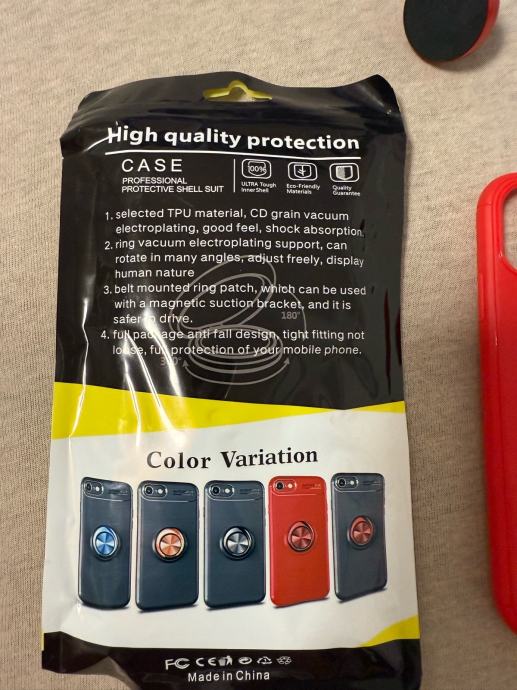 High quality protection
CASE
PROFESSIONAL
PROTECTIVE SHELL SUIT
100%
ULTRA Tough
InnerShell
Eco-Friendly
Materials
Quality
Guarantee
1. selected TPU material, CD grain vacuum
electroplating, good feel, shock absorption,
2. ring vacuum electroplating support, can
rotate in many angles, adjust freely, display
human nature
3. belt mounted ring patch, which can be used
with a magnetic suction bracket, and it is
safer to drive.
180°
4. full package anti fall design, tight fitting not
loose, full protection of your mobile phone.
360°
Color Variation
FC CE
Made in China